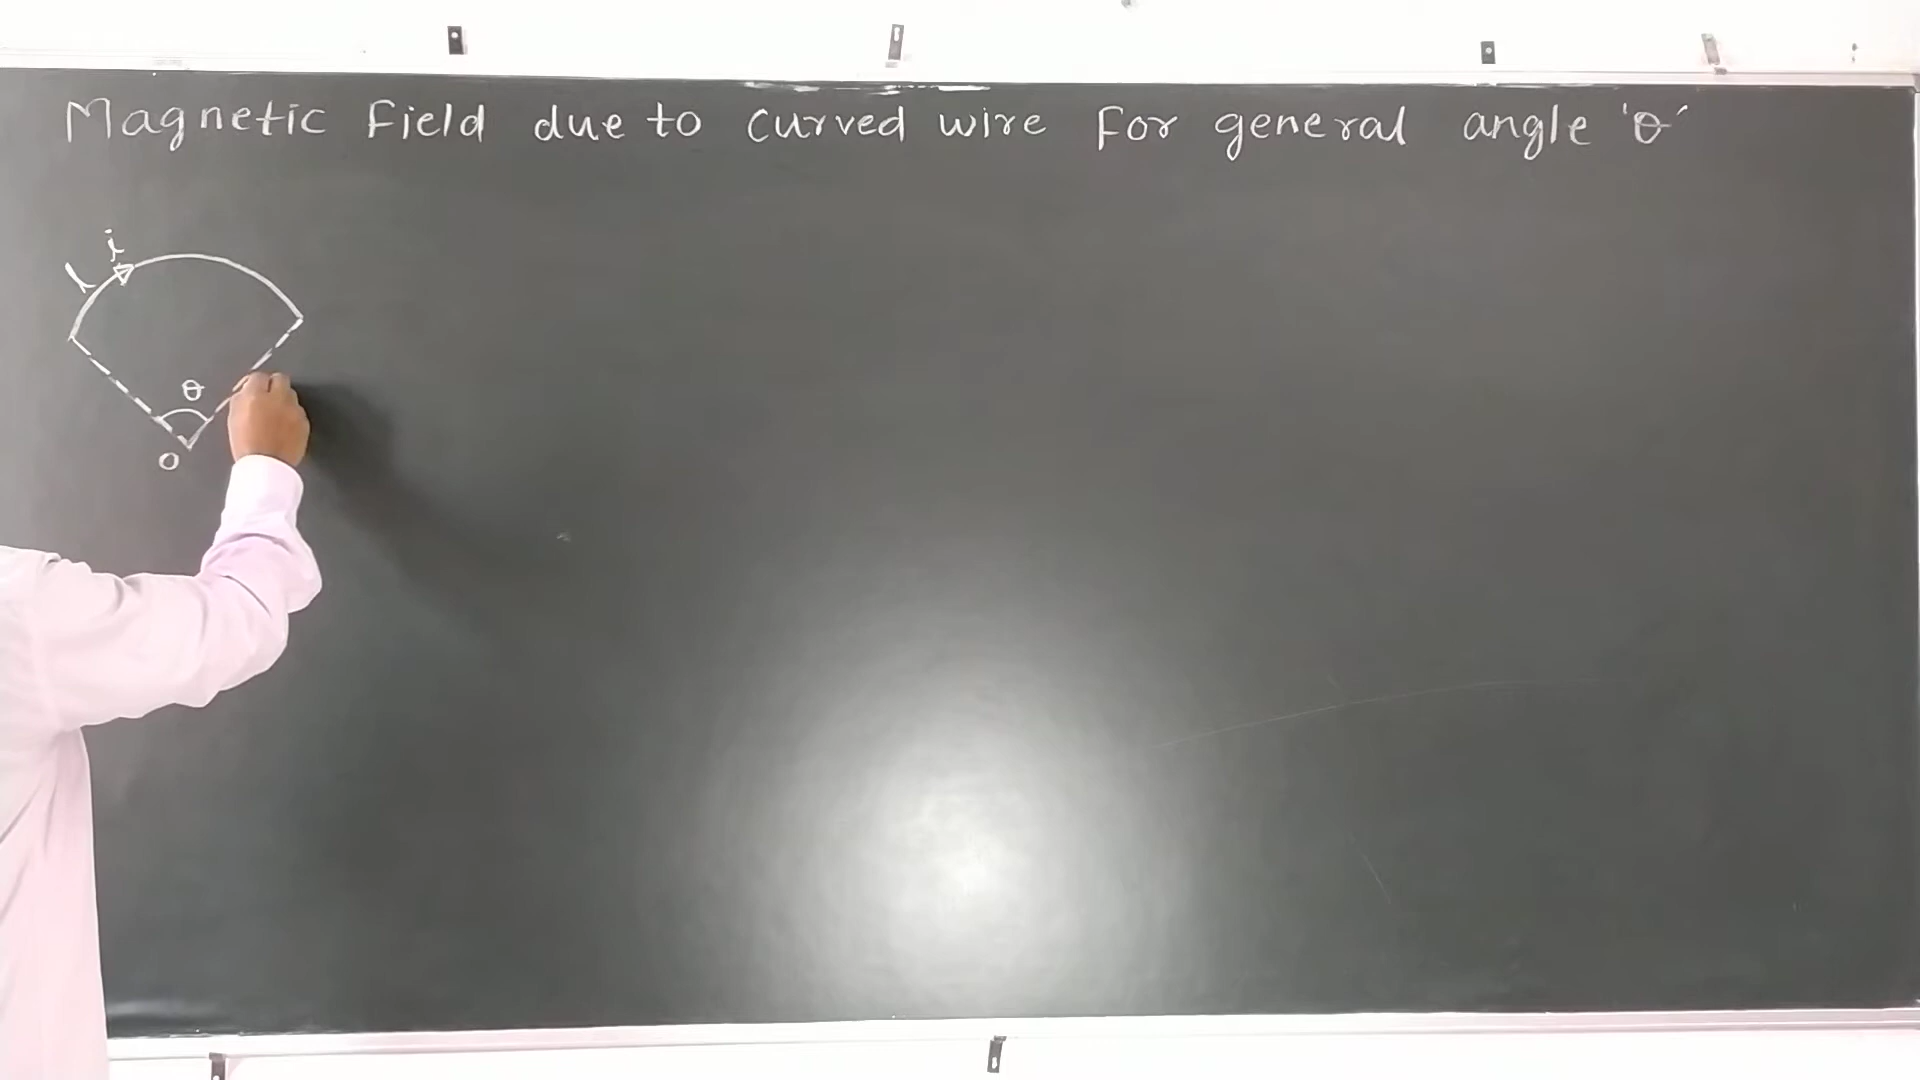 Magnetic Field due to curved wire For general angle 'θ'
i
l
θ
O